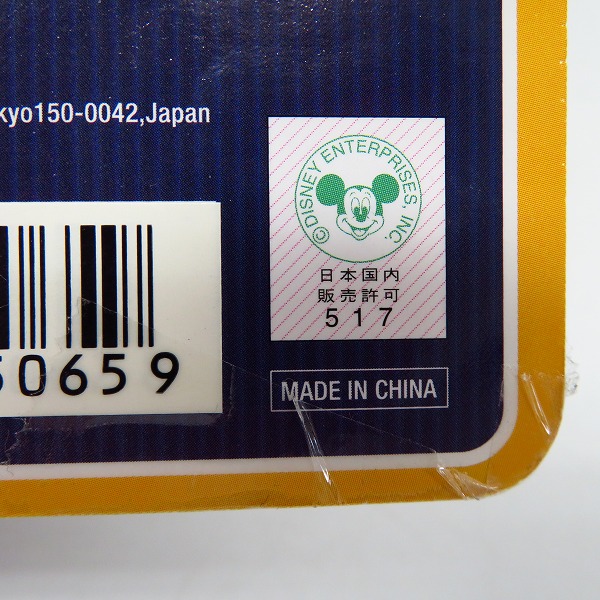 kyo150-0042,Japan
©DISNEY ENTERPRISES, INC.
日本国内
販売許可
517
50659
MADE IN CHINA